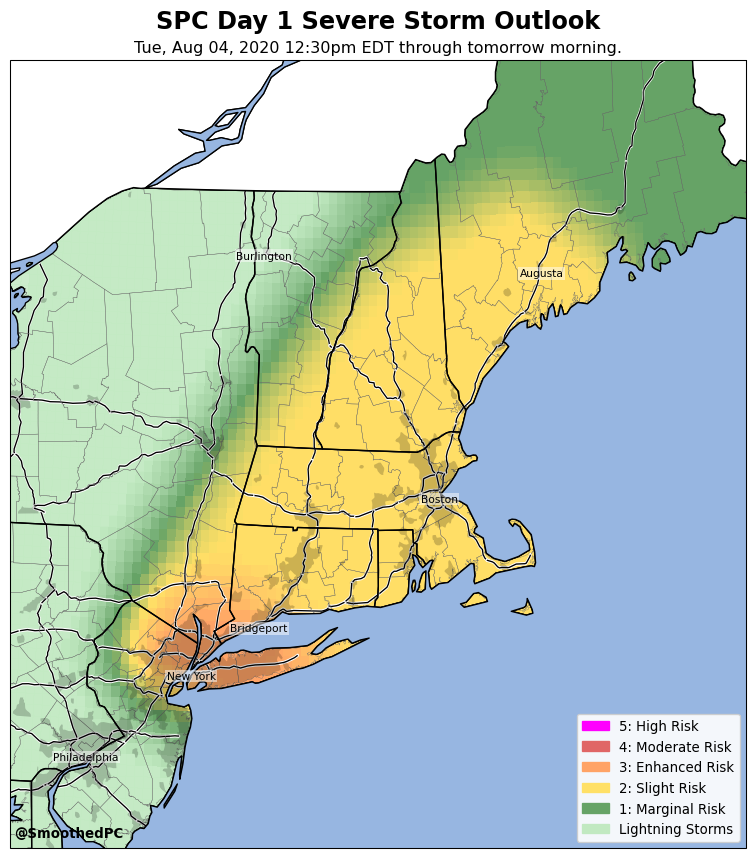 SPC Day 1 Severe Storm Outlook
Tue, Aug 04, 2020 12:30pm EDT through tomorrow morning.
Burlington
Augusta
Boston
Bridgeport
New York
Philadelphia
5: High Risk
4: Moderate Risk
3: Enhanced Risk
2: Slight Risk
1: Marginal Risk
Lightning Storms
@SmoothedPC